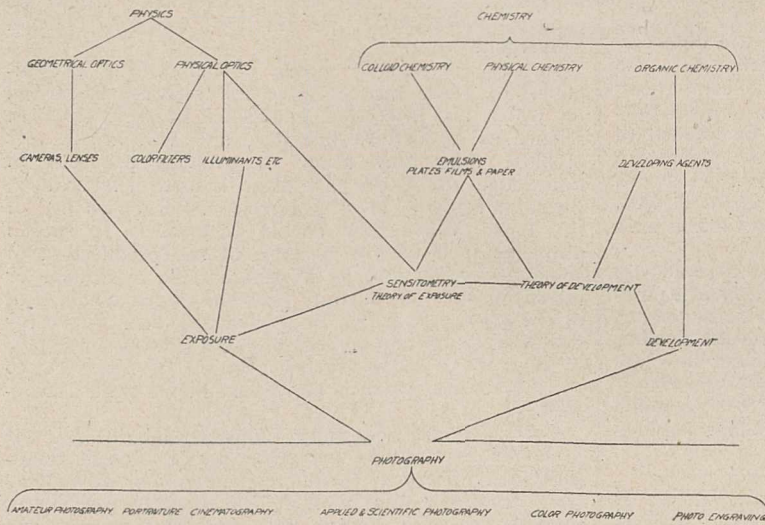 PHYSICS
CHEMISTRY
GEOMETRICAL OPTICS
PHYSICAL OPTICS
COLLOID CHEMISTRY
PHYSICAL CHEMISTRY
ORGANIC CHEMISTRY
CAMERAS, LENSES
COLOR FILTERS
ILLUMINANTS ETC
EMULSIONS
PLATES FILMS & PAPER
DEVELOPING AGENTS
SENSITOMETRY
THEORY OF EXPOSURE
THEORY OF DEVELOPMENT
EXPOSURE
DEVELOPMENT
PHOTOGRAPHY
AMATEUR PHOTOGRAPHY PORTRAITURE CINEMATOGRAPHY APPLIED & SCIENTIFIC PHOTOGRAPHY COLOR PHOTOGRAPHY PHOTO ENGRAVING